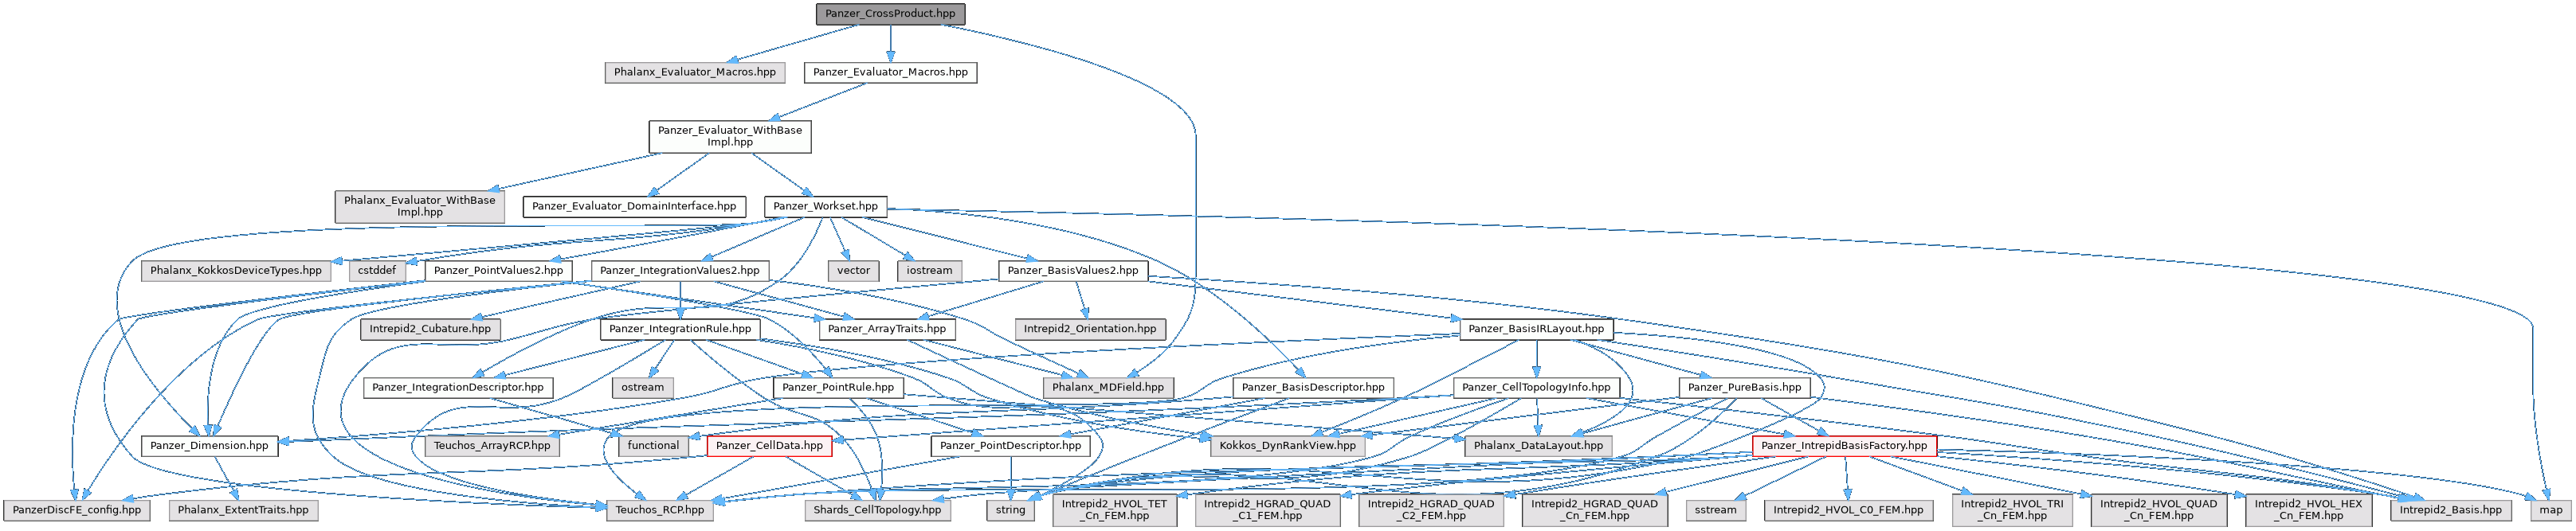 Panzer_CrossProduct.hpp
Phalanx_Evaluator_Macros.hpp
Panzer_Evaluator_Macros.hpp
Panzer_Evaluator_WithBase
Impl.hpp
Phalanx_Evaluator_WithBase
Impl.hpp
Panzer_Evaluator_DomainInterface.hpp
Panzer_Workset.hpp
Phalanx_KokkosDeviceTypes.hpp
cstddef
Panzer_PointValues2.hpp
Panzer_IntegrationValues2.hpp
vector
iostream
Panzer_BasisValues2.hpp
Intrepid2_Cubature.hpp
Panzer_IntegrationRule.hpp
Panzer_ArrayTraits.hpp
Intrepid2_Orientation.hpp
Panzer_BasisIRLayout.hpp
Panzer_IntegrationDescriptor.hpp
ostream
Panzer_PointRule.hpp
Phalanx_MDField.hpp
Panzer_BasisDescriptor.hpp
Panzer_CellTopologyInfo.hpp
Panzer_PureBasis.hpp
Panzer_Dimension.hpp
Teuchos_ArrayRCP.hpp
functional
Panzer_CellData.hpp
Panzer_PointDescriptor.hpp
Kokkos_DynRankView.hpp
Phalanx_DataLayout.hpp
Panzer_IntrepidBasisFactory.hpp
PanzerDiscFE_config.hpp
Phalanx_ExtentTraits.hpp
Teuchos_RCP.hpp
Shards_CellTopology.hpp
string
Intrepid2_HVOL_TET
_Cn_FEM.hpp
Intrepid2_HGRAD_QUAD
_C1_FEM.hpp
Intrepid2_HGRAD_QUAD
_C2_FEM.hpp
Intrepid2_HGRAD_QUAD
_Cn_FEM.hpp
sstream
Intrepid2_HVOL_C0_FEM.hpp
Intrepid2_HVOL_TRI
_Cn_FEM.hpp
Intrepid2_HVOL_QUAD
_Cn_FEM.hpp
Intrepid2_HVOL_HEX
_Cn_FEM.hpp
Intrepid2_Basis.hpp
map